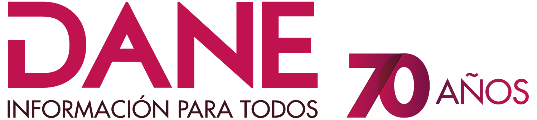 DANE
INFORMACIÓN PARA TODOS
70 AÑOS